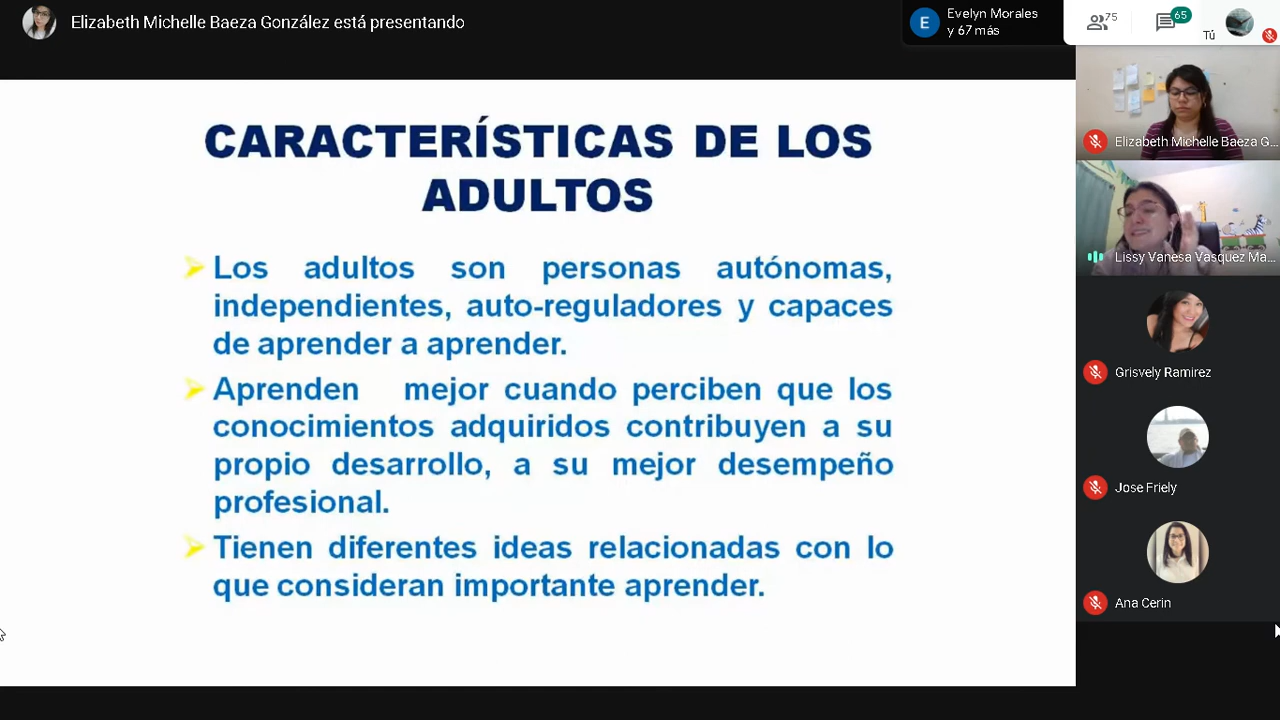 Elizabeth Michelle Baeza González está presentando
Evelyn Morales
y 67 más
E
75
65
Tú
CARACTERÍSTICAS DE LOS
ADULTOS
Los adultos son personas autónomas,
independientes, auto-reguladores y capaces
de aprender a aprender.
Aprenden mejor cuando perciben que los
conocimientos adquiridos contribuyen a su
propio desarrollo, a su mejor desempeño
profesional.
Tienen diferentes ideas relacionadas con lo
que consideran importante aprender.
Elizabeth Michelle Baeza G...
Lissy Vanesa Vasquez Ma...
Grisvely Ramirez
Jose Friely
Ana Cerin